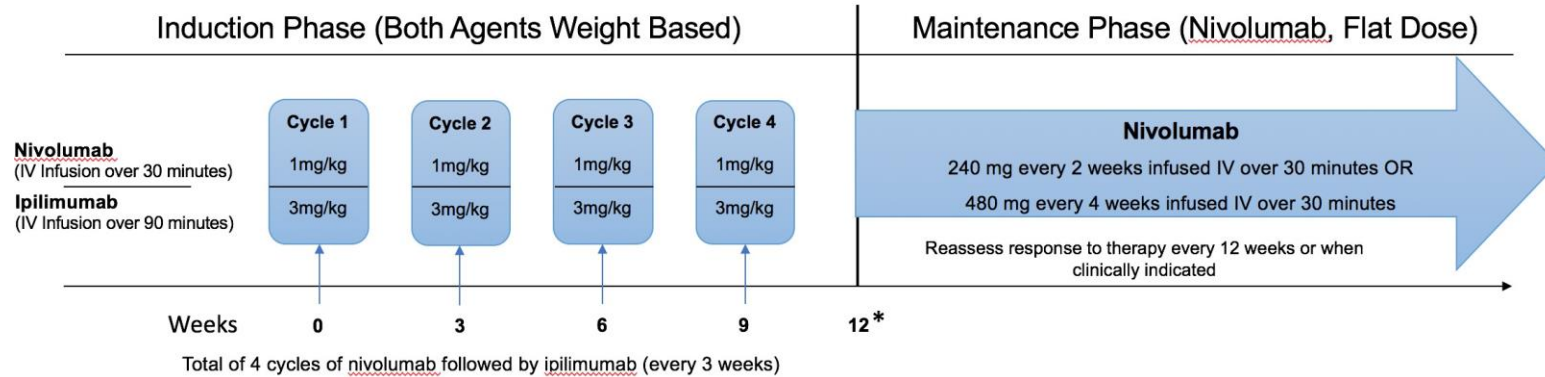 Induction Phase (Both Agents Weight Based)
Maintenance Phase (Nivolumab, Flat Dose)
Nivolumab
(IV Infusion over 30 minutes)
Ipilimumab
(IV Infusion over 90 minutes)
Cycle 1
1mg/kg
3mg/kg
Cycle 2
1mg/kg
3mg/kg
Cycle 3
1mg/kg
3mg/kg
Cycle 4
1mg/kg
3mg/kg
Nivolumab
240 mg every 2 weeks infused IV over 30 minutes OR
480 mg every 4 weeks infused IV over 30 minutes
Reassess response to therapy every 12 weeks or when
clinically indicated
Weeks 0 3 6 9 12*
Total of 4 cycles of nivolumab followed by ipilimumab (every 3 weeks)